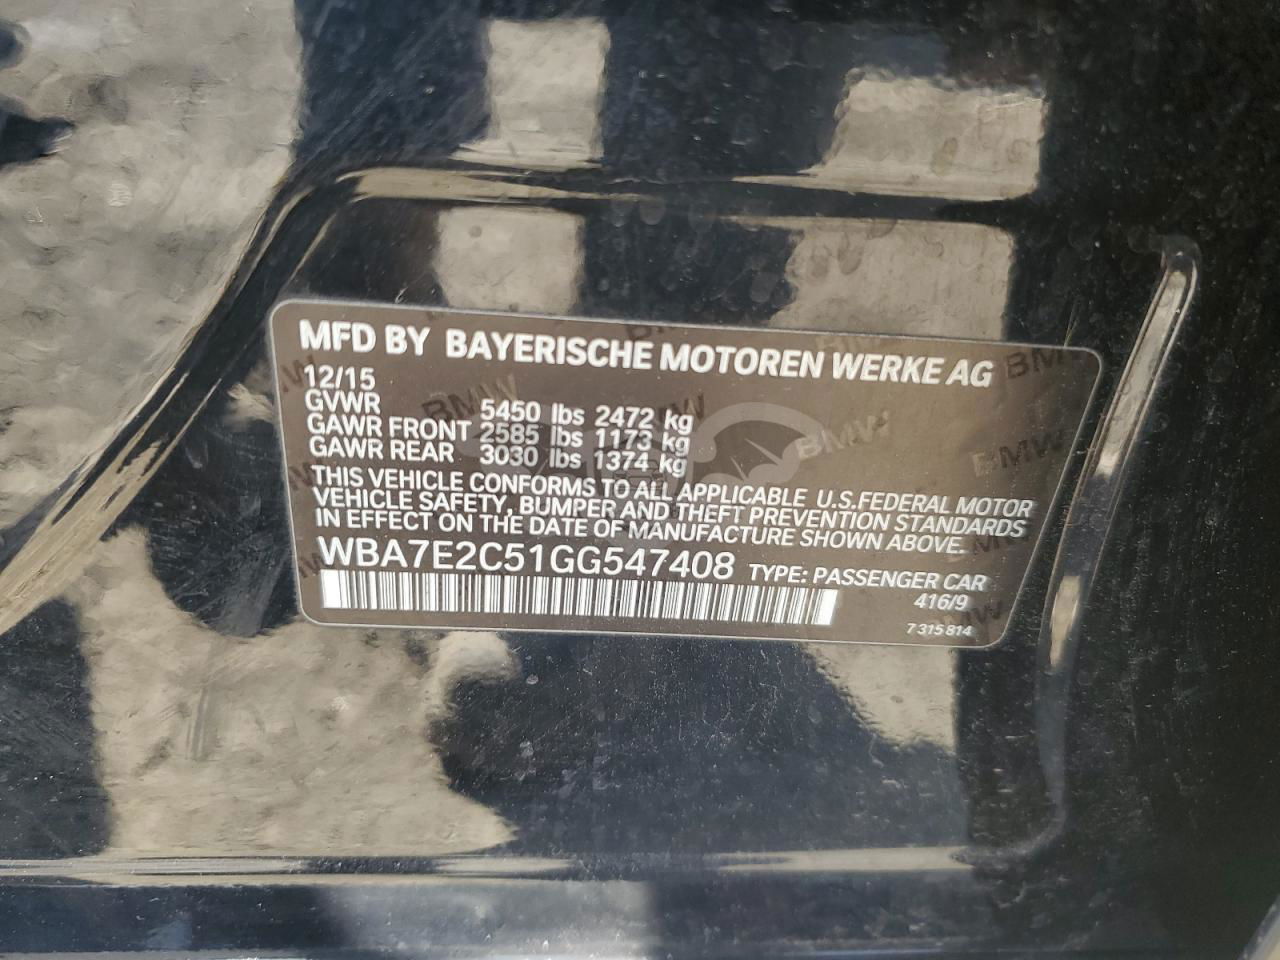 MFD BY BAYERISCHE MOTOREN WERKE AG
12/15
GVWR 5450 lbs 2472 kg
GAWR FRONT 2585 lbs 1173 kg
GAWR REAR 3030 lbs 1374 kg
THIS VEHICLE CONFORMS TO ALL APPLICABLE U.S.FEDERAL MOTOR
VEHICLE SAFETY, BUMPER AND THEFT PREVENTION STANDARDS
IN EFFECT ON THE DATE OF MANUFACTURE SHOWN ABOVE.
WBA7E2C51GG547408 TYPE: PASSENGER CAR
416/9
7 315 814